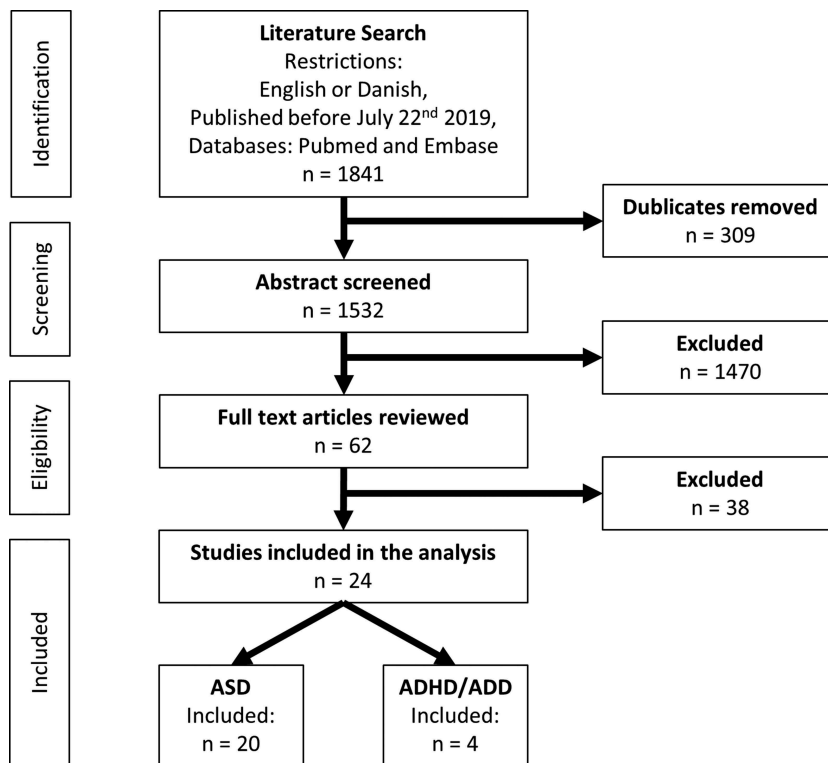 Identification
Literature Search
Restrictions:
English or Danish,
Published before July 22nd 2019,
Databases: Pubmed and Embase
n = 1841
Dublicates removed
n = 309
Screening
Abstract screened
n = 1532
Excluded
n = 1470
Eligibility
Full text articles reviewed
n = 62
Excluded
n = 38
Included
Studies included in the analysis
n = 24
ASD
Included:
n = 20
ADHD/ADD
Included:
n = 4